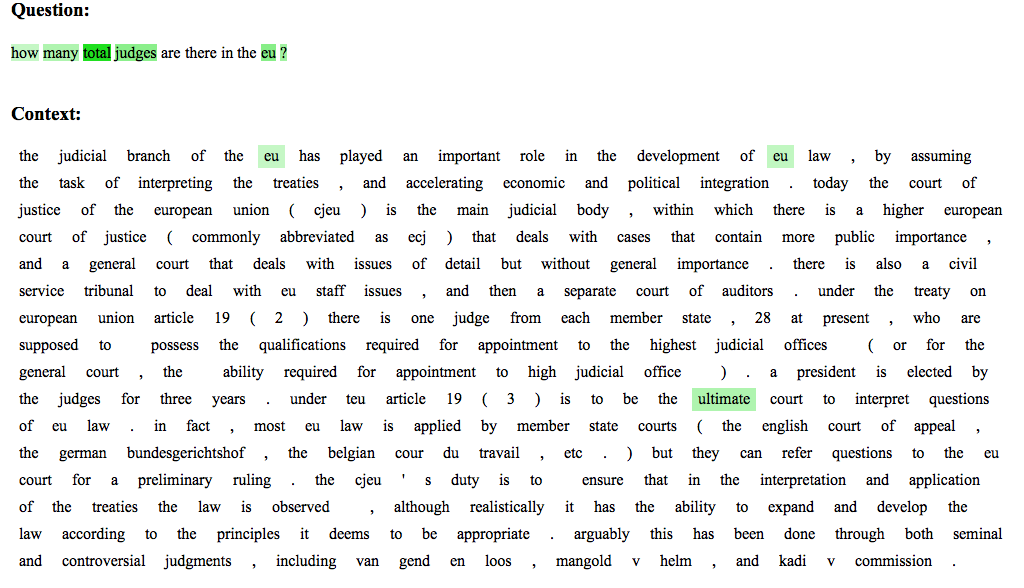 Question:
how many total judges are there in the eu ?
Context:
the judicial branch of the eu has played an important role in the development of eu law , by assuming
the task of interpreting the treaties , and accelerating economic and political integration . today the court of
justice of the european union ( cjeu ) is the main judicial body , within which there is a higher european
court of justice ( commonly abbreviated as ecj ) that deals with cases that contain more public importance ,
and a general court that deals with issues of detail but without general importance . there is also a civil
service tribunal to deal with eu staff issues , and then a separate court of auditors . under the treaty on
european union article 19 ( 2 ) there is one judge from each member state , 28 at present , who are
supposed to possess the qualifications required for appointment to the highest judicial offices ( or for the
general court , the ability required for appointment to high judicial office ) . a president is elected by
the judges for three years . under teu article 19 ( 3 ) is to be the ultimate court to interpret questions
of eu law . in fact , most eu law is applied by member state courts ( the english court of appeal ,
the german bundesgerichtshof , the belgian cour du travail , etc . ) but they can refer questions to the eu
court for a preliminary ruling . the cjeu ' s duty is to ensure that in the interpretation and application
of the treaties the law is observed , although realistically it has the ability to expand and develop the
law according to the principles it deems to be appropriate . arguably this has been done through both seminal
and controversial judgments , including van gend en loos , mangold v helm , and kadi v commission .